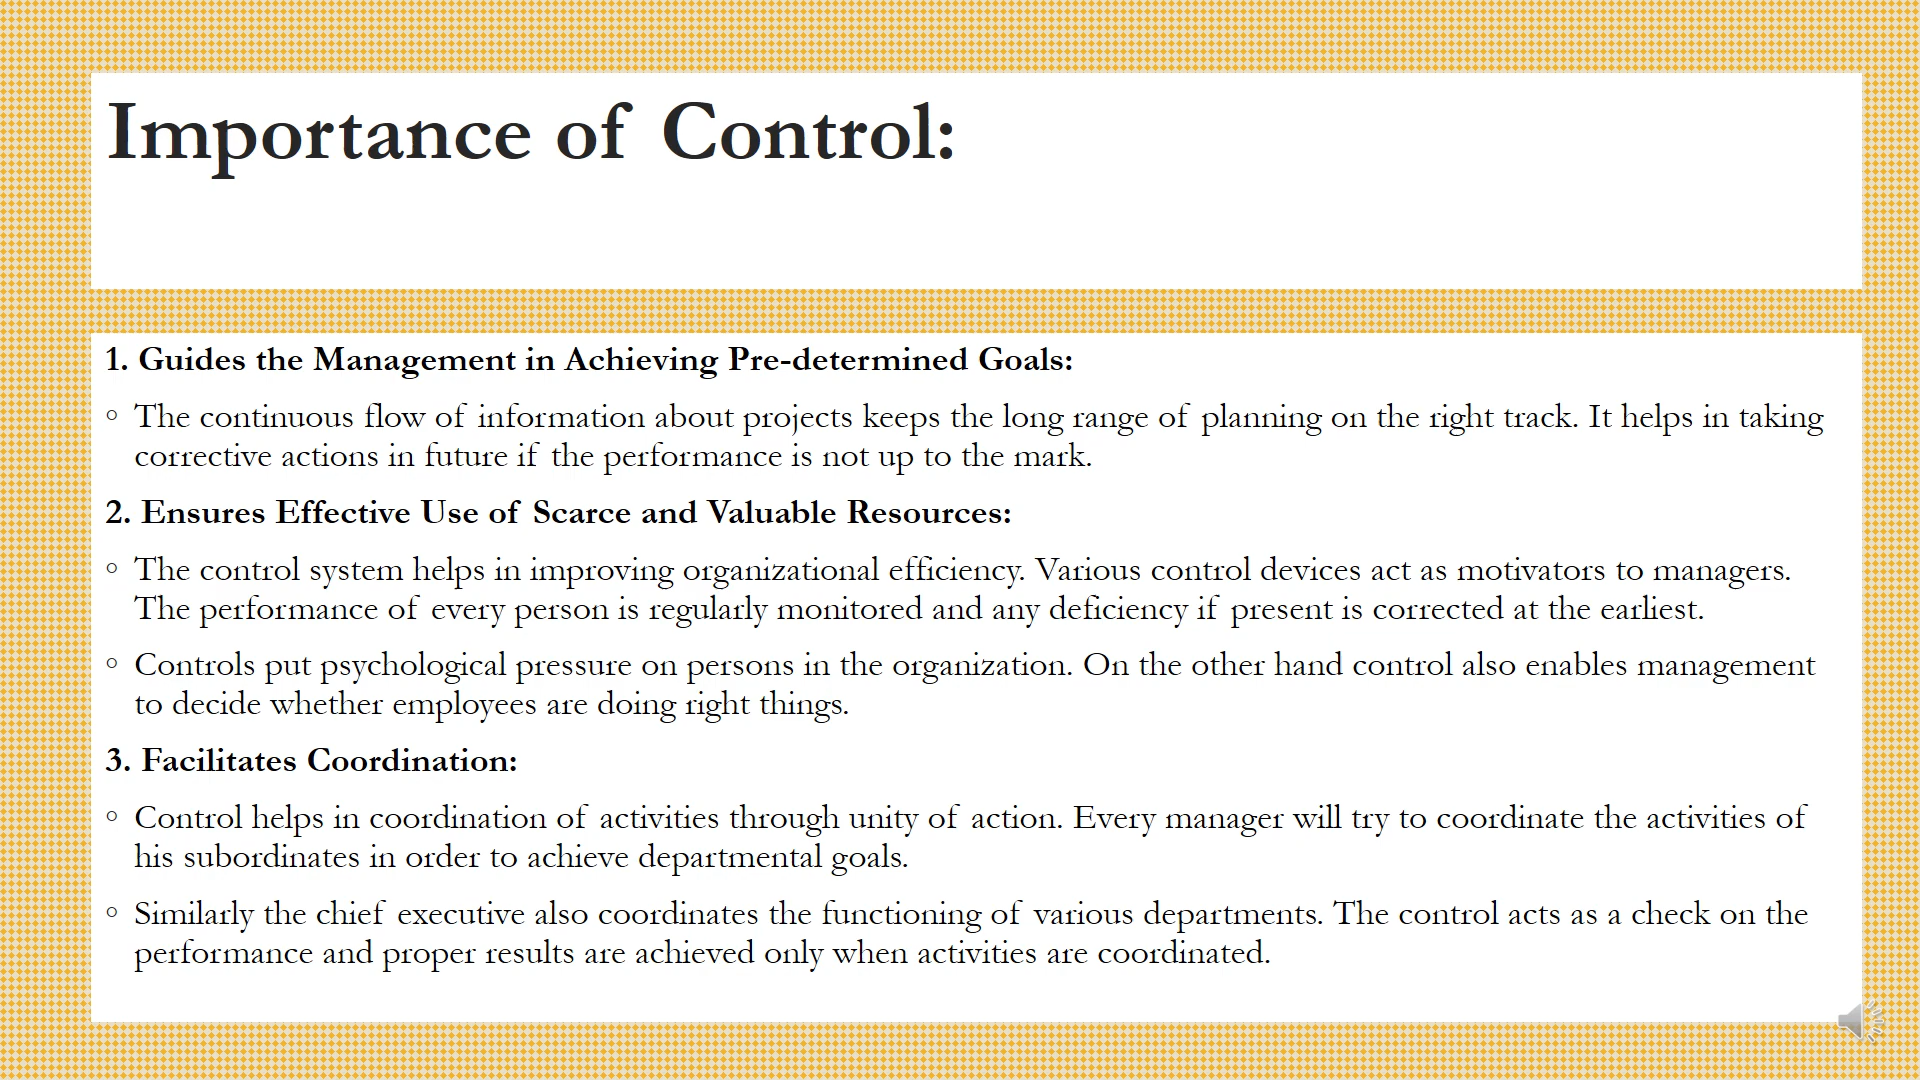 Importance of Control:
1. Guides the Management in Achieving Pre-determined Goals:
◦ The continuous flow of information about projects keeps the long range of planning on the right track. It helps in taking
corrective actions in future if the performance is not up to the mark.
2. Ensures Effective Use of Scarce and Valuable Resources:
◦ The control system helps in improving organizational efficiency. Various control devices act as motivators to managers.
The performance of every person is regularly monitored and any deficiency if present is corrected at the earliest.
◦ Controls put psychological pressure on persons in the organization. On the other hand control also enables management
to decide whether employees are doing right things.
3. Facilitates Coordination:
◦ Control helps in coordination of activities through unity of action. Every manager will try to coordinate the activities of
his subordinates in order to achieve departmental goals.
◦ Similarly the chief executive also coordinates the functioning of various departments. The control acts as a check on the
performance and proper results are achieved only when activities are coordinated.